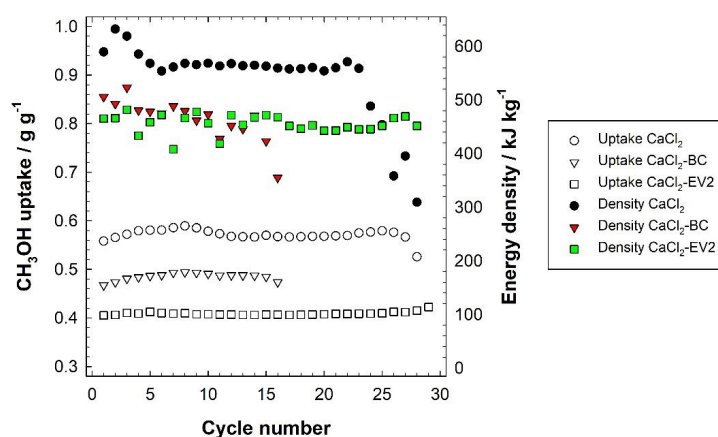 1.0
0.9
0.8
0.7
0.6
0.5
0.4
0.3
CH₃OH uptake / g g⁻¹
600
500
400
300
200
100
0
Energy density / kJ kg⁻¹
0 5 10 15 20 25 30
Cycle number
Uptake CaCl₂
Uptake CaCl₂-BC
Uptake CaCl₂-EV2
Density CaCl₂
Density CaCl₂-BC
Density CaCl₂-EV2